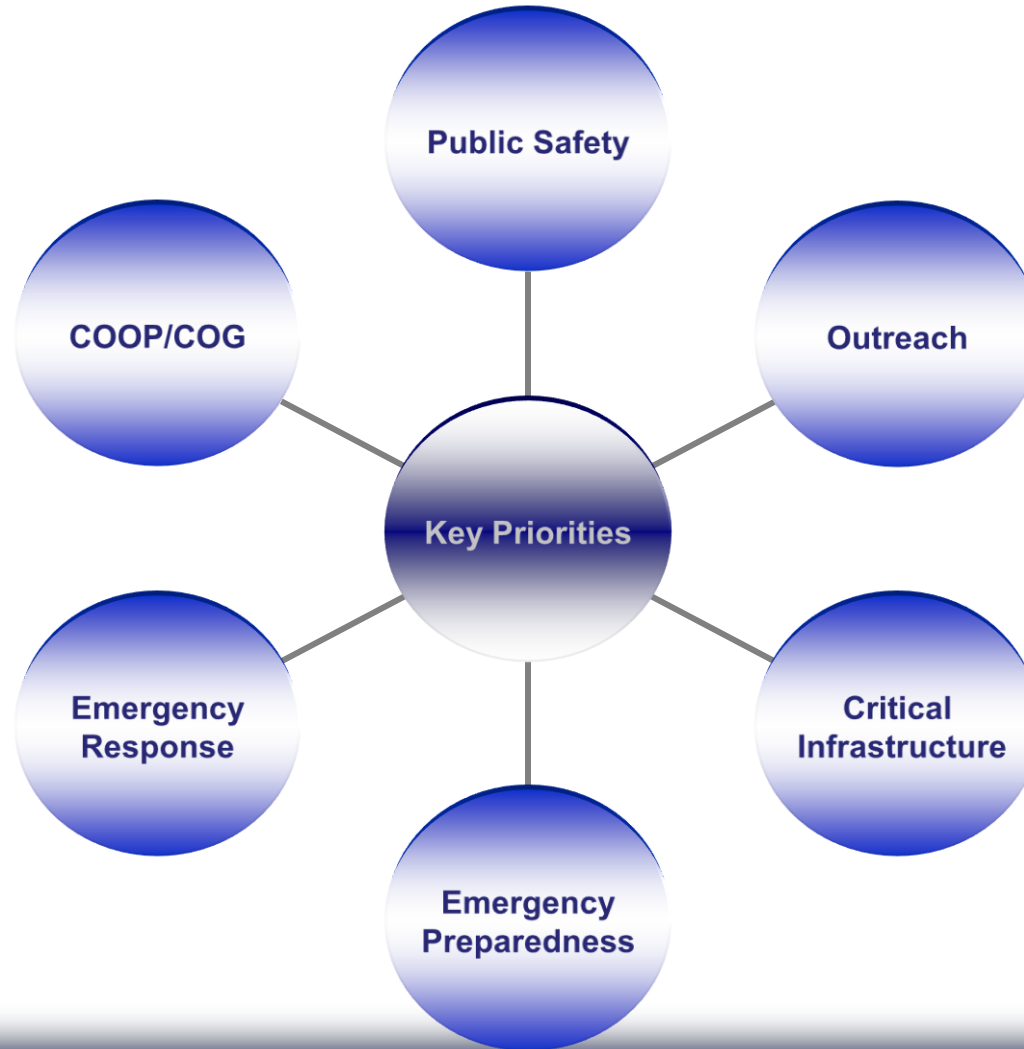 Public Safety
COOP/COG
Outreach
Key Priorities
Emergency
Response
Critical
Infrastructure
Emergency
Preparedness